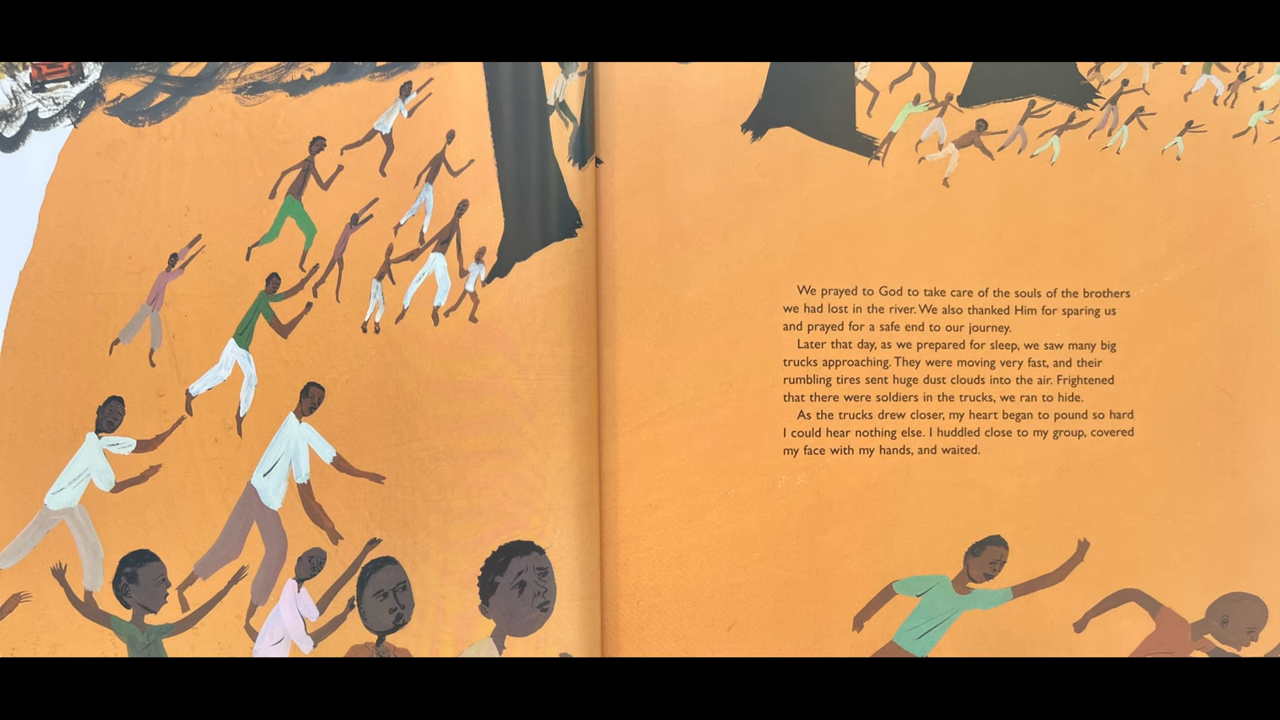 We prayed to God to take care of the souls of the brothers
we had lost in the river. We also thanked Him for sparing us
and prayed for a safe end to our journey.
Later that day, as we prepared for sleep, we saw many big
trucks approaching. They were moving very fast, and their
rumbling tires sent huge dust clouds into the air. Frightened
that there were soldiers in the trucks, we ran to hide.
As the trucks drew closer, my heart began to pound so hard
I could hear nothing else. I huddled close to my group, covered
my face with my hands, and waited.